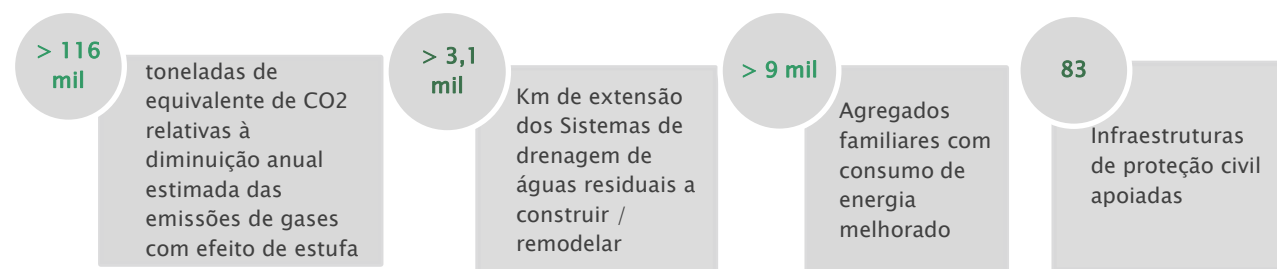 > 116
mil
toneladas de
equivalente de CO2
relativas à
diminuição anual
estimada das
emissões de gases
com efeito de estufa
> 3,1
mil
Km de extensão
dos Sistemas de
drenagem de
águas residuais a
construir /
remodelar
> 9 mil
Agregados
familiares com
consumo de
energia
melhorado
83
Infraestruturas
de proteção civil
apoiadas